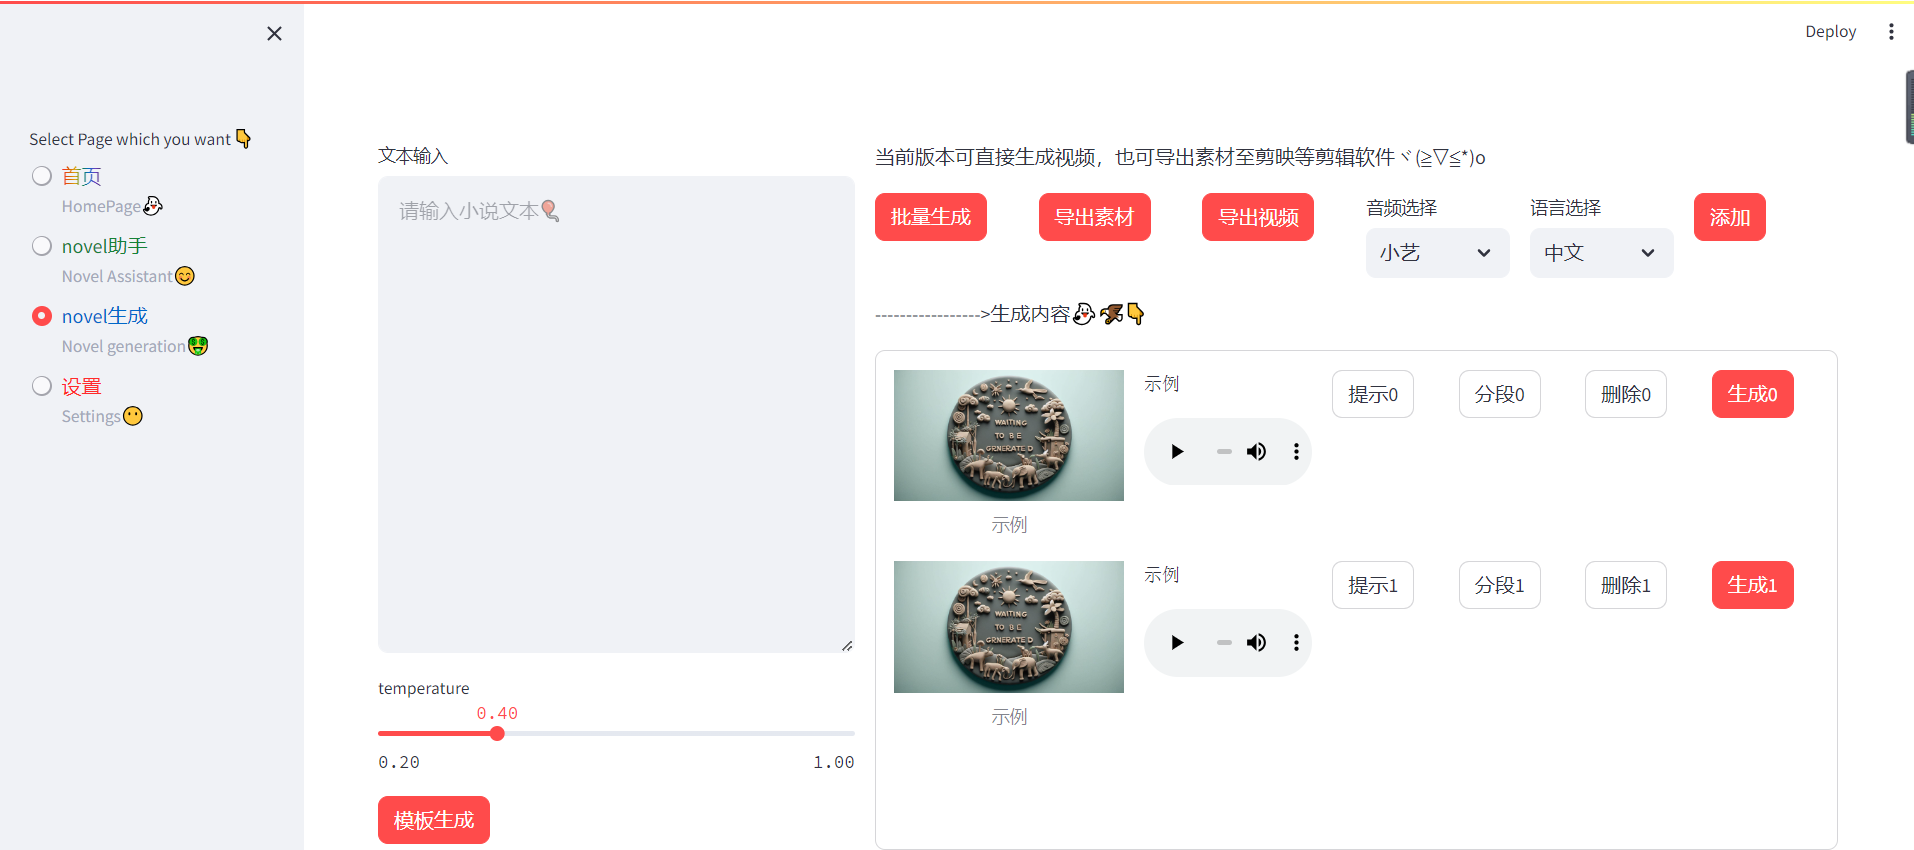 Deploy
Select Page which you want👇
首页
HomePage
novel助手
Novel Assistant😊
novel生成
Novel generation🤑
设置
Settings😶
文本输入
请输入小说文本🎈
temperature
0.40
0.20
1.00
模板生成
当前版本可直接生成视频，也可导出素材至剪映等剪辑软件ヾ(≧▽≦*)o
批量生成
导出素材
导出视频
音频选择
小艺
语言选择
中文
添加
----------------->生成内容
WAITING
TO BE
GRNERATED
示例
示例
提示0
分段0
删除0
生成0
WAITING
TO BE
GRNERATED
示例
示例
提示1
分段1
删除1
生成1